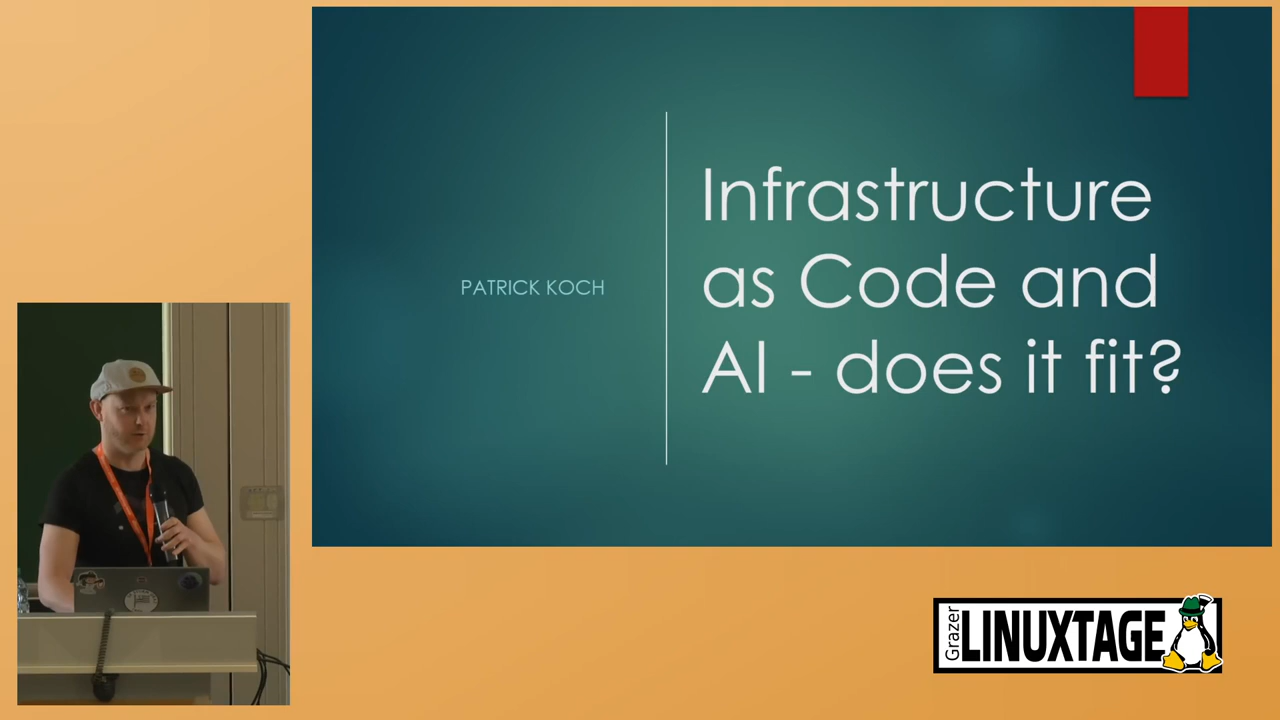 PATRICK KOCH
Infrastructure
as Code and
AI - does it fit?
Grazer
LINUXTAGE